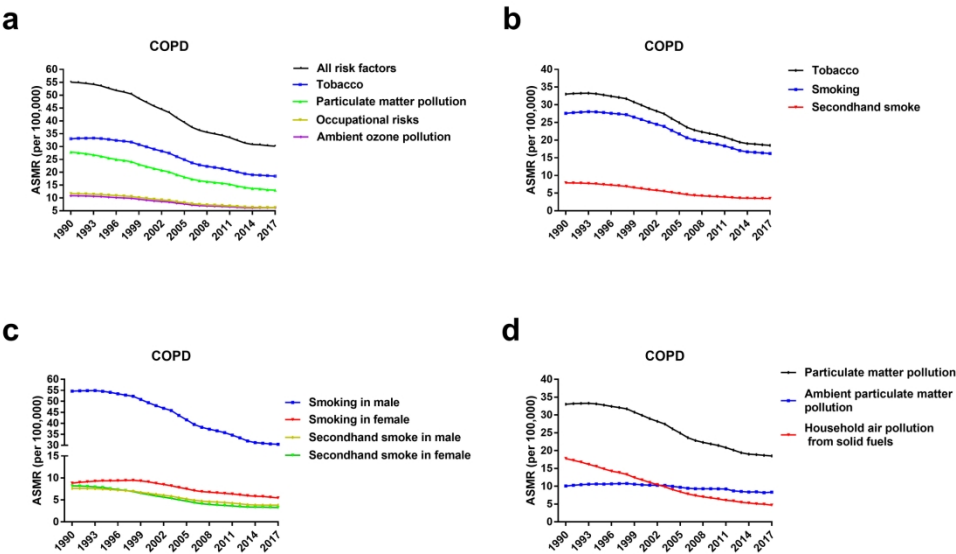 a
COPD
ASMR (per 100,000)
60
55
50
45
40
35
30
25
20
15
10
5
1990
1993
1996
1999
2002
2005
2008
2011
2014
2017
All risk factors
Tobacco
Particulate matter pollution
Occupational risks
Ambient ozone pollution
b
COPD
ASMR (per 100,000)
40
35
30
25
20
15
10
5
0
1990
1993
1996
1999
2002
2005
2008
2011
2014
2017
Tobacco
Smoking
Secondhand smoke
c
COPD
ASMR (per 100,000)
60
55
50
45
40
35
30
15
10
5
0
1990
1993
1996
1999
2002
2005
2008
2011
2014
2017
Smoking in male
Smoking in female
Secondhand smoke in male
Secondhand smoke in female
d
COPD
ASMR (per 100,000)
40
35
30
25
20
15
10
5
0
1990
1993
1996
1999
2002
2005
2008
2011
2014
2017
Particulate matter pollution
Ambient particulate matter
pollution
Household air pollution
from solid fuels